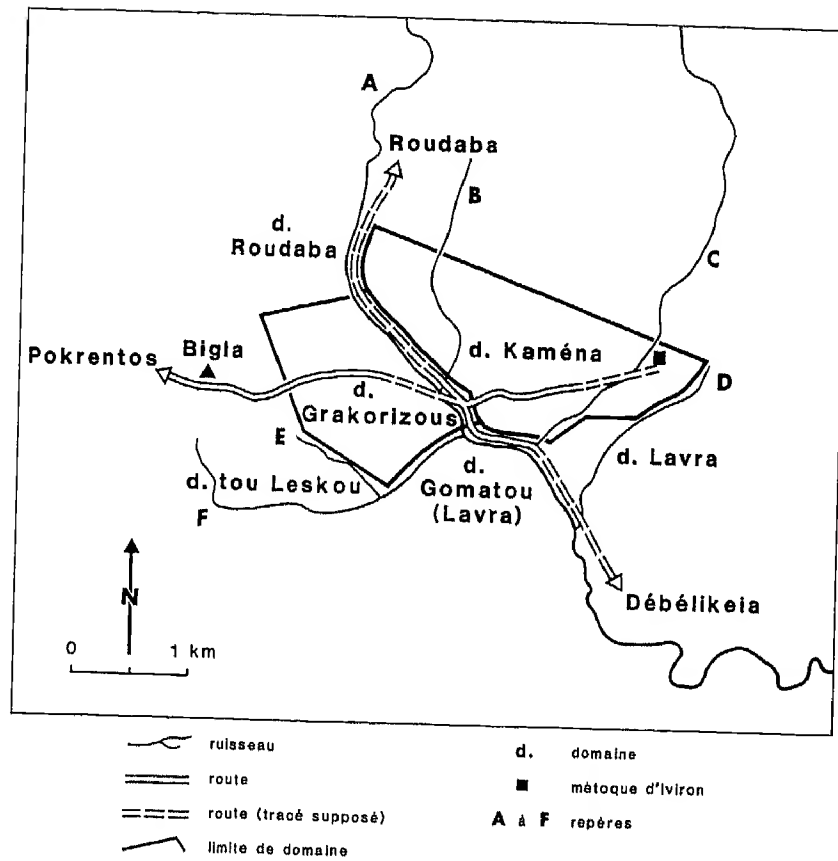 A
Roudaba
B
d.
Roudaba
C
Pokrentos
Bigla
d. Kaména
D
d.
Grakorizous
E
d. Lavra
d. tou Leskou
d.
Gomatou
(Lavra)
F
N
Débélikeia
0 1 km
ruisseau
route
route (tracé supposé)
limite de domaine
d. domaine
métoque d'Iviron
A à F repères